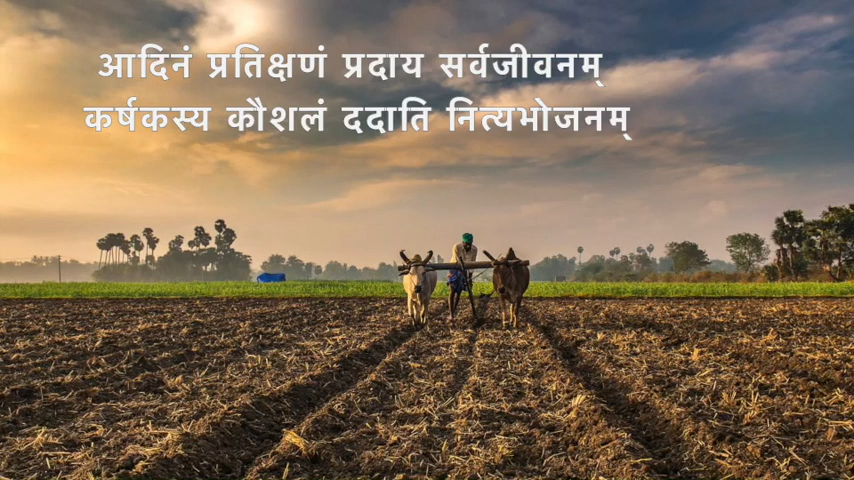 आदिनं प्रतिक्षणं प्रदाय सर्वजीवनम्
कर्षकस्य कौशलं ददाति नित्यभोजनम्